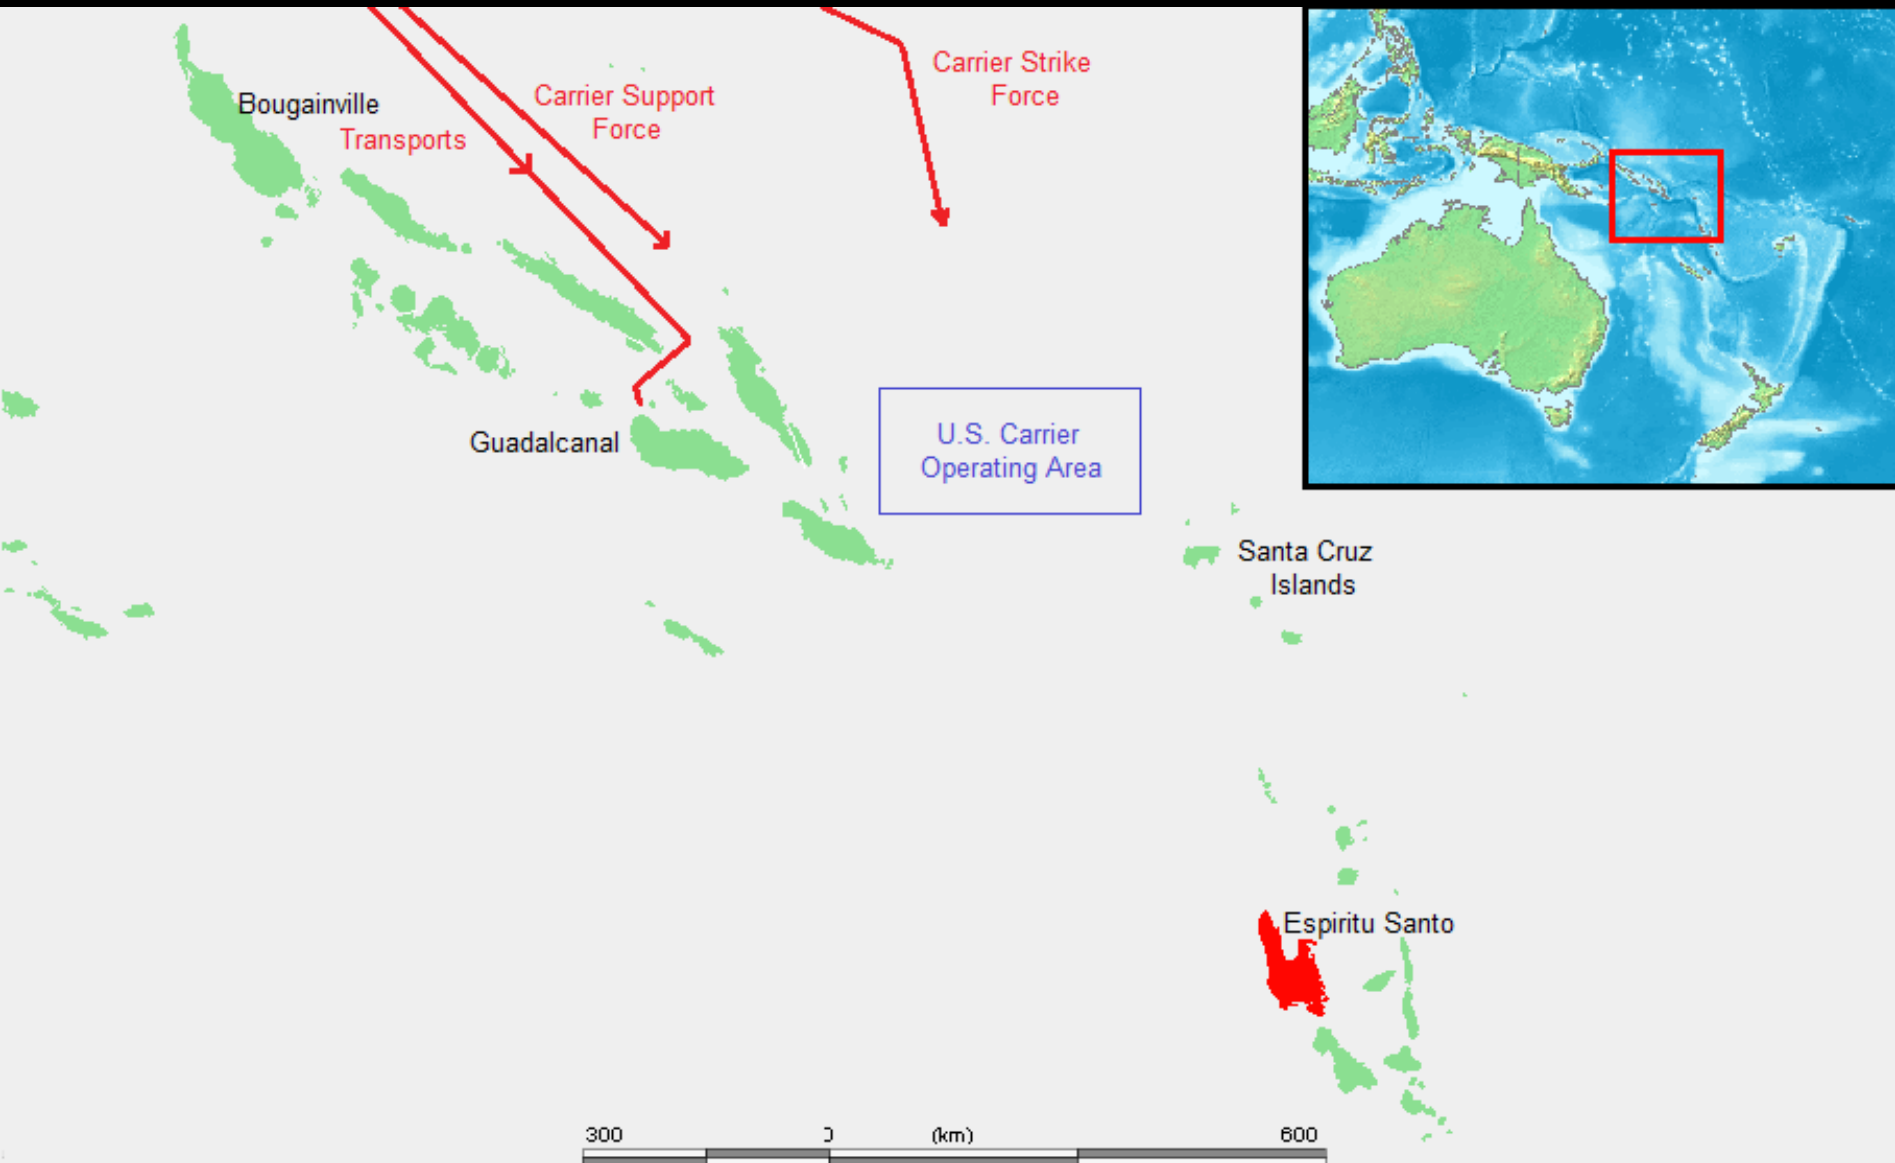 Carrier Strike
Force
Carrier Support
Force
Bougainville
Transports
U.S. Carrier
Operating Area
Guadalcanal
Santa Cruz
Islands
Espiritu Santo
300
0
(km)
600